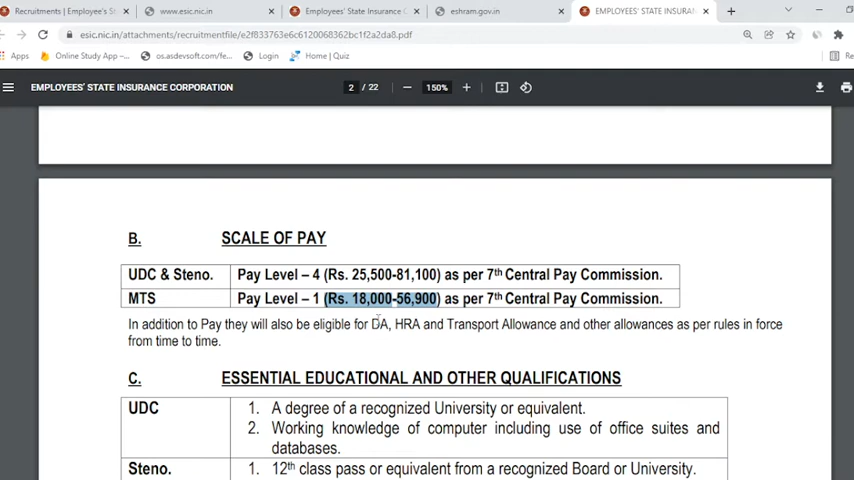 Recruitments | Employee's S
www.esic.nic.in
Employees' State Insurance C
eshram.gov.in
EMPLOYEES' STATE INSURAN
esic.nic.in/attachments/recruitmentfile/e2f833763e6c6120068362bc1f2a2da8.pdf
Apps
Online Study App –...
os.asdevsoft.com/fe...
Login
Home | Quiz
EMPLOYEES' STATE INSURANCE CORPORATION
2 / 22
150%
B. SCALE OF PAY
UDC & Steno. Pay Level – 4 (Rs. 25,500-81,100) as per 7th Central Pay Commission.
MTS Pay Level – 1 (Rs. 18,000-56,900) as per 7th Central Pay Commission.
In addition to Pay they will also be eligible for DA, HRA and Transport Allowance and other allowances as per rules in force
from time to time.
C. ESSENTIAL EDUCATIONAL AND OTHER QUALIFICATIONS
UDC 1. A degree of a recognized University or equivalent.
2. Working knowledge of computer including use of office suites and
databases.
Steno. 1. 12th class pass or equivalent from a recognized Board or University.